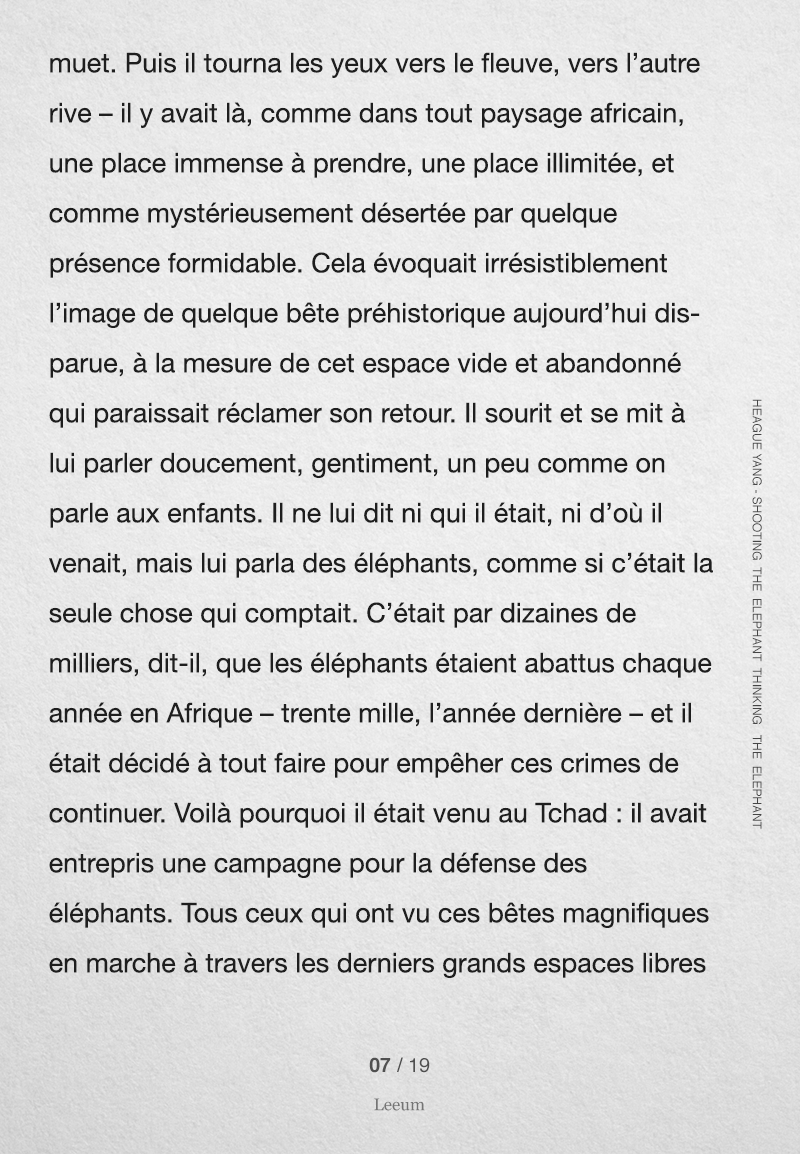 muet. Puis il tourna les yeux vers le fleuve, vers l’autre
rive – il y avait là, comme dans tout paysage africain,
une place immense à prendre, une place illimitée, et
comme mystérieusement désertée par quelque
présence formidable. Cela évoquait irrésistiblement
l’image de quelque bête préhistorique aujourd’hui dis-
parue, à la mesure de cet espace vide et abandonné
qui paraissait réclamer son retour. Il sourit et se mit à
lui parler doucement, gentiment, un peu comme on
parle aux enfants. Il ne lui dit ni qui il était, ni d’où il
venait, mais lui parla des éléphants, comme si c’était la
seule chose qui comptait. C’était par dizaines de
milliers, dit-il, que les éléphants étaient abattus chaque
année en Afrique – trente mille, l’année dernière – et il
était décidé à tout faire pour empêher ces crimes de
continuer. Voilà pourquoi il était venu au Tchad : il avait
entrepris une campagne pour la défense des
éléphants. Tous ceux qui ont vu ces bêtes magnifiques
en marche à travers les derniers grands espaces libres
HEAGUE YANG - SHOOTING THE ELEPHANT THINKING THE ELEPHANT
07 / 19
Leeum